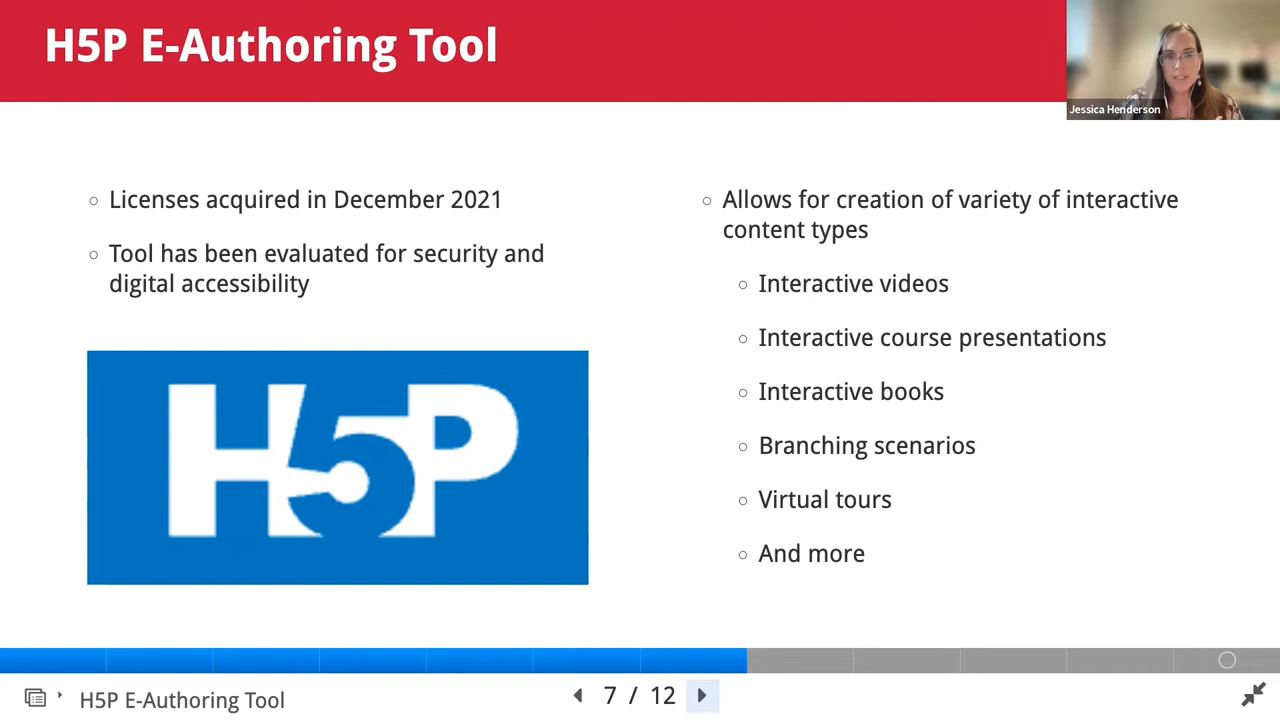 H5P E-Authoring Tool
Jessica Henderson
Licenses acquired in December 2021
Tool has been evaluated for security and
digital accessibility
H5P
Allows for creation of variety of interactive
content types
Interactive videos
Interactive course presentations
Interactive books
Branching scenarios
Virtual tours
And more
H5P E-Authoring Tool
7 / 12